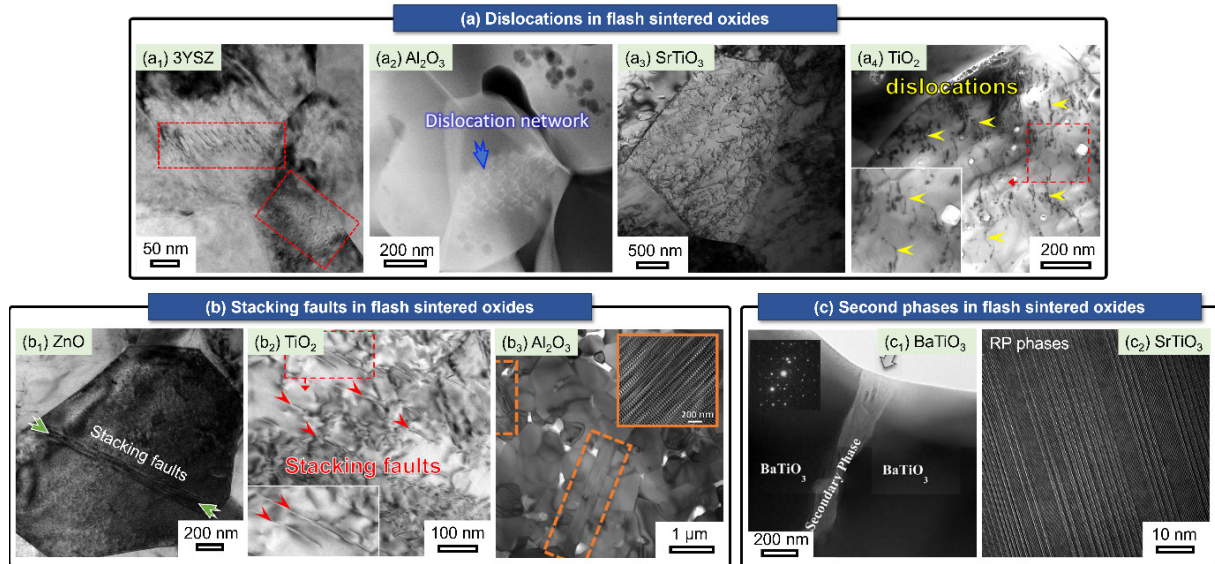 (a) Dislocations in flash sintered oxides
(a₁) 3YSZ
50 nm
(a₂) Al₂O₃
Dislocation network
200 nm
(a₃) SrTiO₃
500 nm
(a₄) TiO₂
dislocations
200 nm
(b) Stacking faults in flash sintered oxides
(b₁) ZnO
Stacking faults
200 nm
(b₂) TiO₂
Stacking faults
100 nm
(b₃) Al₂O₃
200 nm
1 μm
(c) Second phases in flash sintered oxides
(c₁) BaTiO₃
BaTiO₃
Secondary Phase
BaTiO₃
200 nm
RP phases
(c₂) SrTiO₃
10 nm